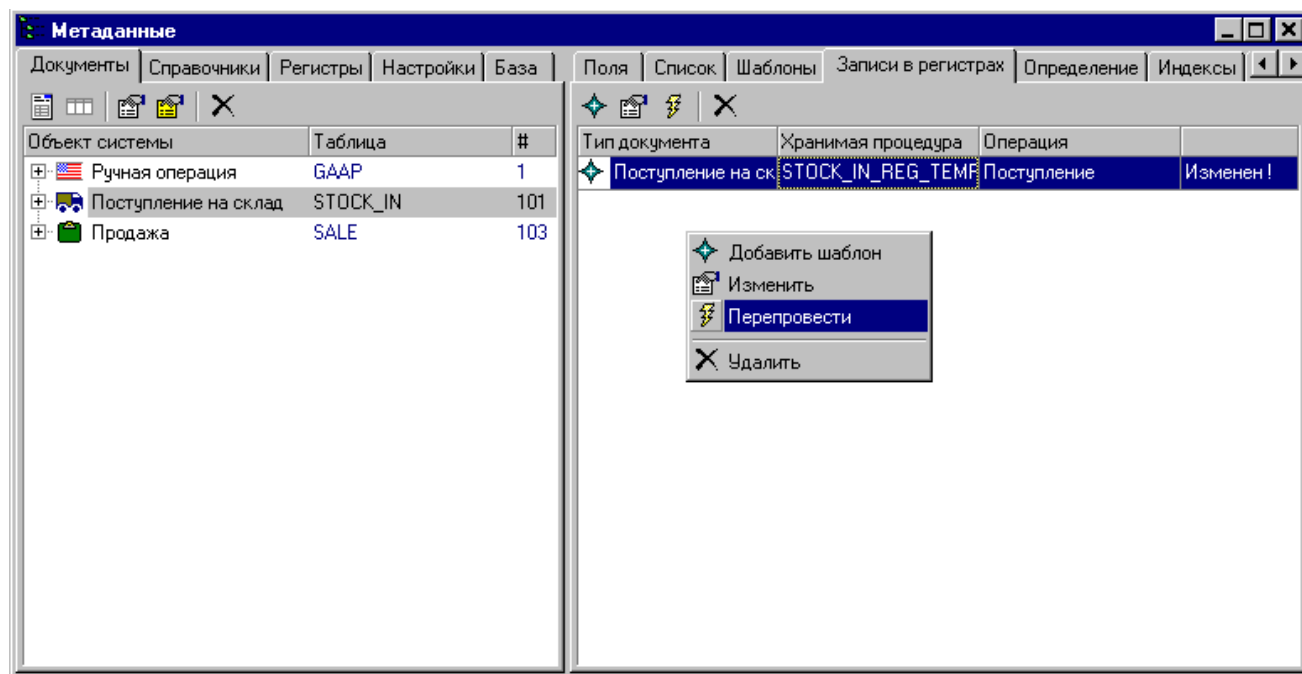 Метаданные
Документы Справочники Регистры Настройки База Поля Список Шаблоны Записи в регистрах Определение Индексы
Объект системы Таблица # Тип документа Хранимая процедура Операция
Ручная операция GAAP 1 Поступление на ск STOCK_IN_REG_TEMP Поступление Изменен !
Поступление на склад STOCK_IN 101
Продажа SALE 103
Добавить шаблон
Изменить
Перепровести
Удалить